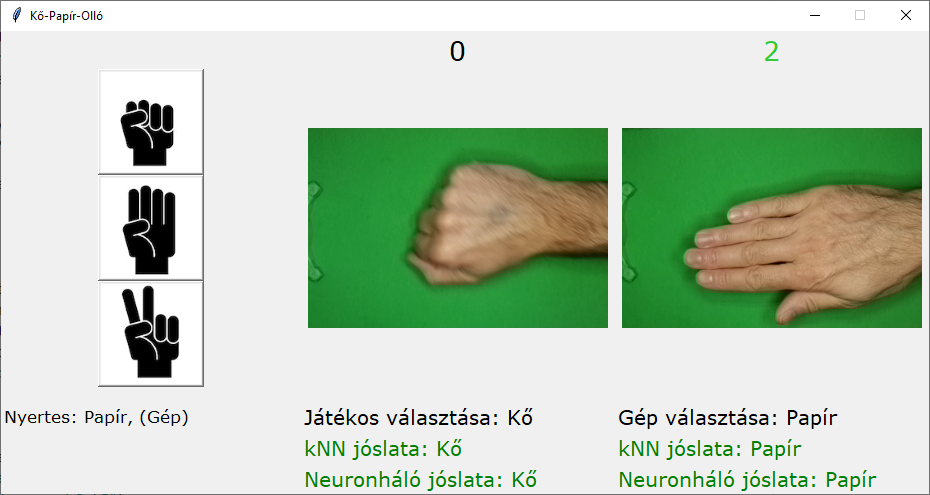 Kő-Papír-Olló
0
2
Nyertes: Papír, (Gép)
Játékos választása: Kő
kNN jóslata: Kő
Neuronháló jóslata: Kő
Gép választása: Papír
kNN jóslata: Papír
Neuronháló jóslata: Papír